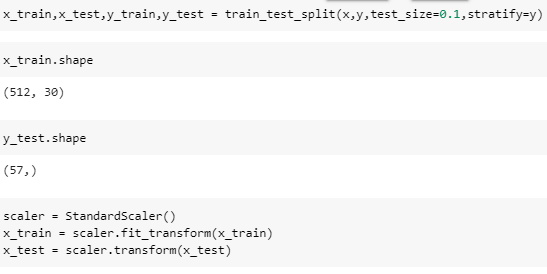 x_train,x_test,y_train,y_test = train_test_split(x,y,test_size=0.1,stratify=y)
x_train.shape
(512, 30)
y_test.shape
(57,)
scaler = StandardScaler()
x_train = scaler.fit_transform(x_train)
x_test = scaler.transform(x_test)